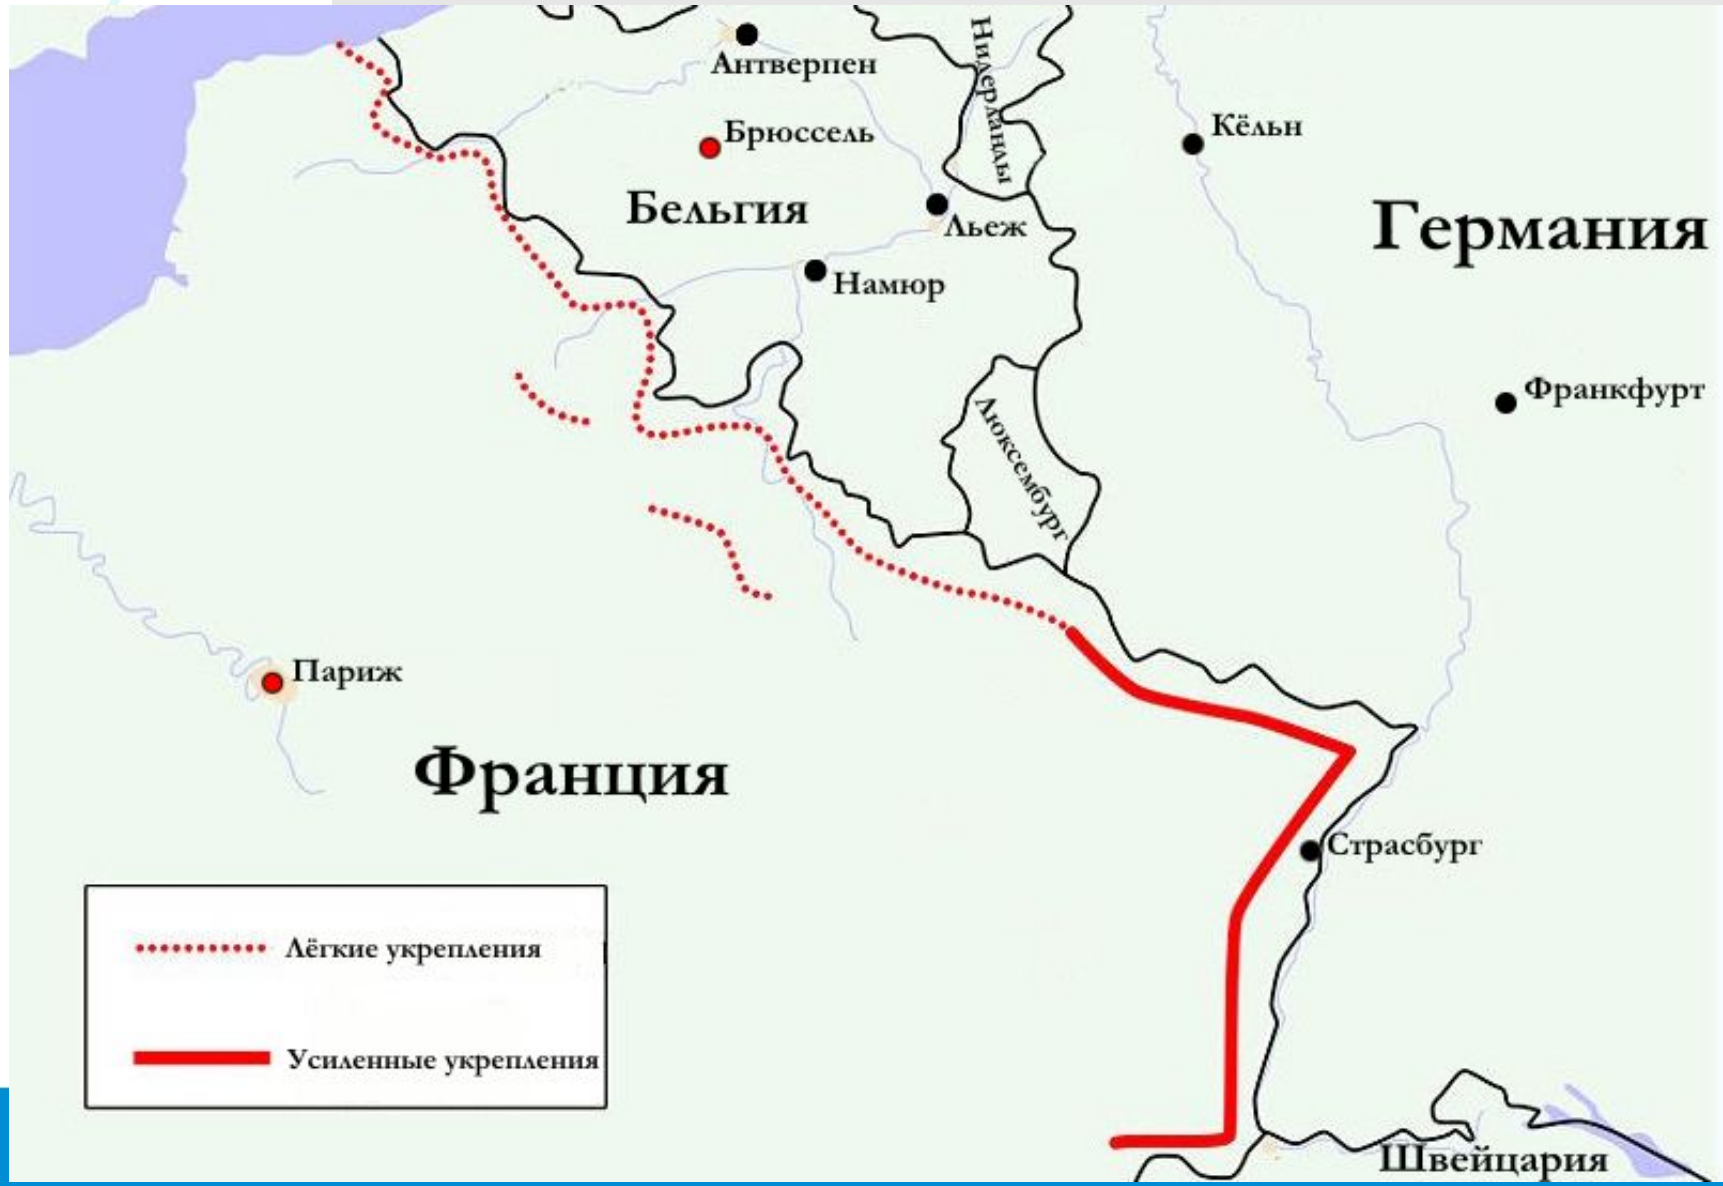 Нидерланды
Антверпен
Брюссель
Кёльн
Бельгия
Льеж
Германия
Намюр
Франкфурт
Люксембург
Париж
Франция
Страсбург
Лёгкие укрепления
Усиленные укрепления
Швейцария